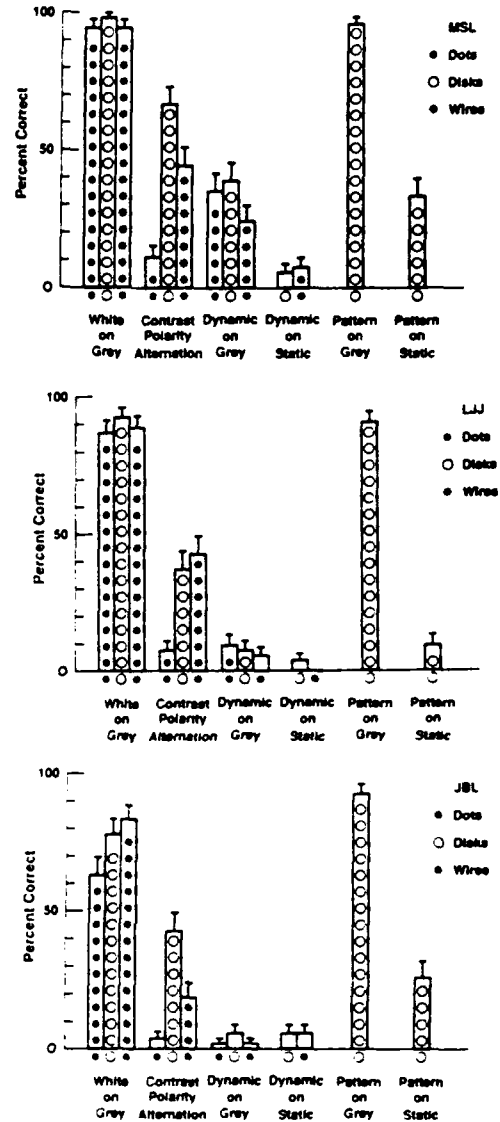 100
MSL
Dots
Disks
Wires
Percent Correct
50
0
White on Grey
Contrast Polarity Alternation
Dynamic on Grey
Dynamic on Static
Pattern on Grey
Pattern on Static
100
LJJ
Dots
Disks
Wires
Percent Correct
50
0
White on Grey
Contrast Polarity Alternation
Dynamic on Grey
Dynamic on Static
Pattern on Grey
Pattern on Static
100
JBL
Dots
Disks
Wires
Percent Correct
50
0
White on Grey
Contrast Polarity Alternation
Dynamic on Grey
Dynamic on Static
Pattern on Grey
Pattern on Static